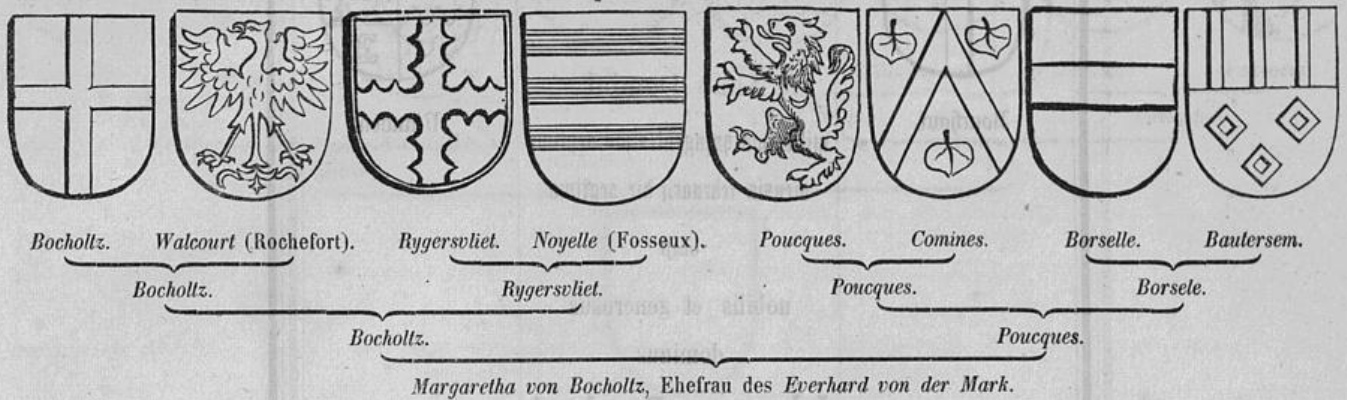 Bocholtz. Walcourt (Rochefort). Rygersvliet. Noyelle (Fosseux). Poucques. Comines. Borselle. Bautersem.
Bocholtz. Rygersvliet. Poucques. Borsele.
Bocholtz. Poucques.
Margaretha von Bocholtz, Ehefrau des Everhard von der Mark.